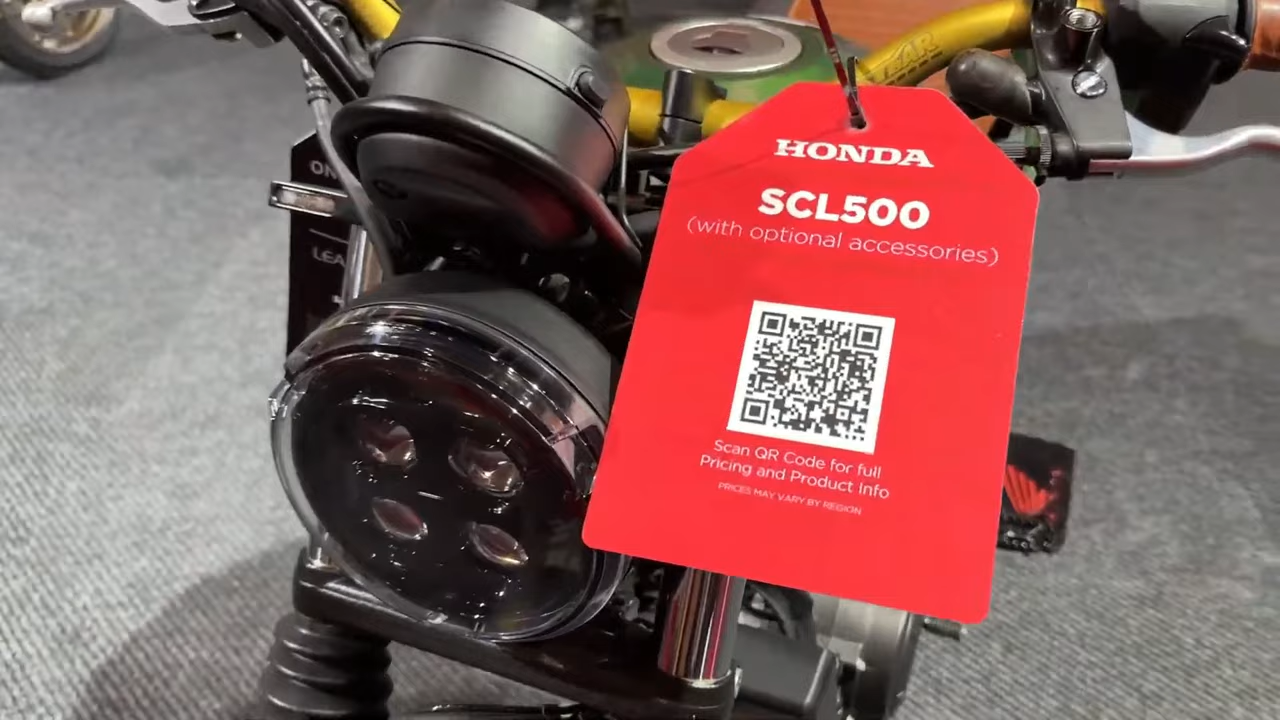 HONDA
SCL500
(with optional accessories)
Scan QR Code for full
Pricing and Product Info
PRICES MAY VARY BY REGION